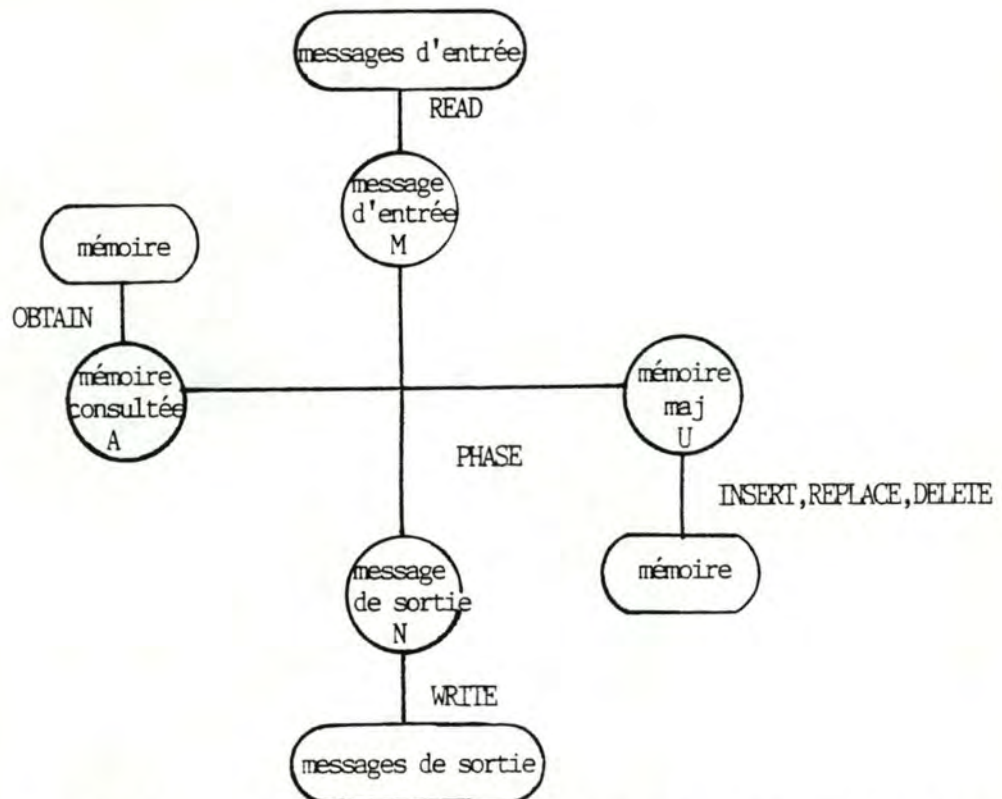 messages d'entrée
READ
message
d'entrée
M
mémoire
OBTAIN
mémoire
consultée
A
mémoire
maj
U
PHASE
INSERT,REPLACE,DELETE
mémoire
message
de sortie
N
WRITE
messages de sortie